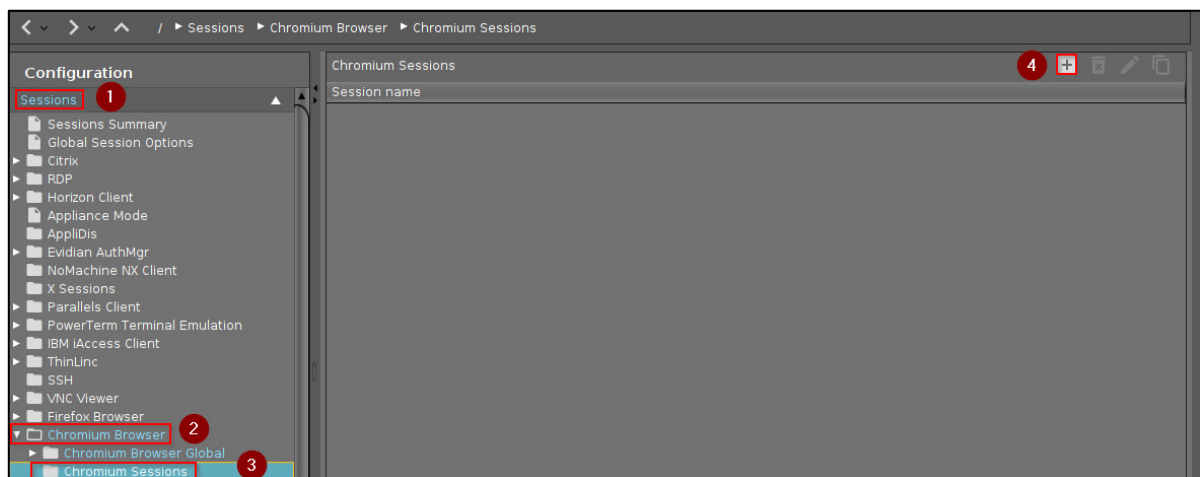 / Sessions Chromium Browser Chromium Sessions
Configuration
Sessions 1
Sessions Summary
Global Session Options
Citrix
RDP
Horizon Client
Appliance Mode
AppliDis
Evidian AuthMgr
NoMachine NX Client
X Sessions
Parallels Client
PowerTerm Terminal Emulation
IBM iAccess Client
ThinLinc
SSH
VNC Viewer
Firefox Browser
Chromium Browser 2
Chromium Browser Global
Chromium Sessions 3
Chromium Sessions 4
Session name